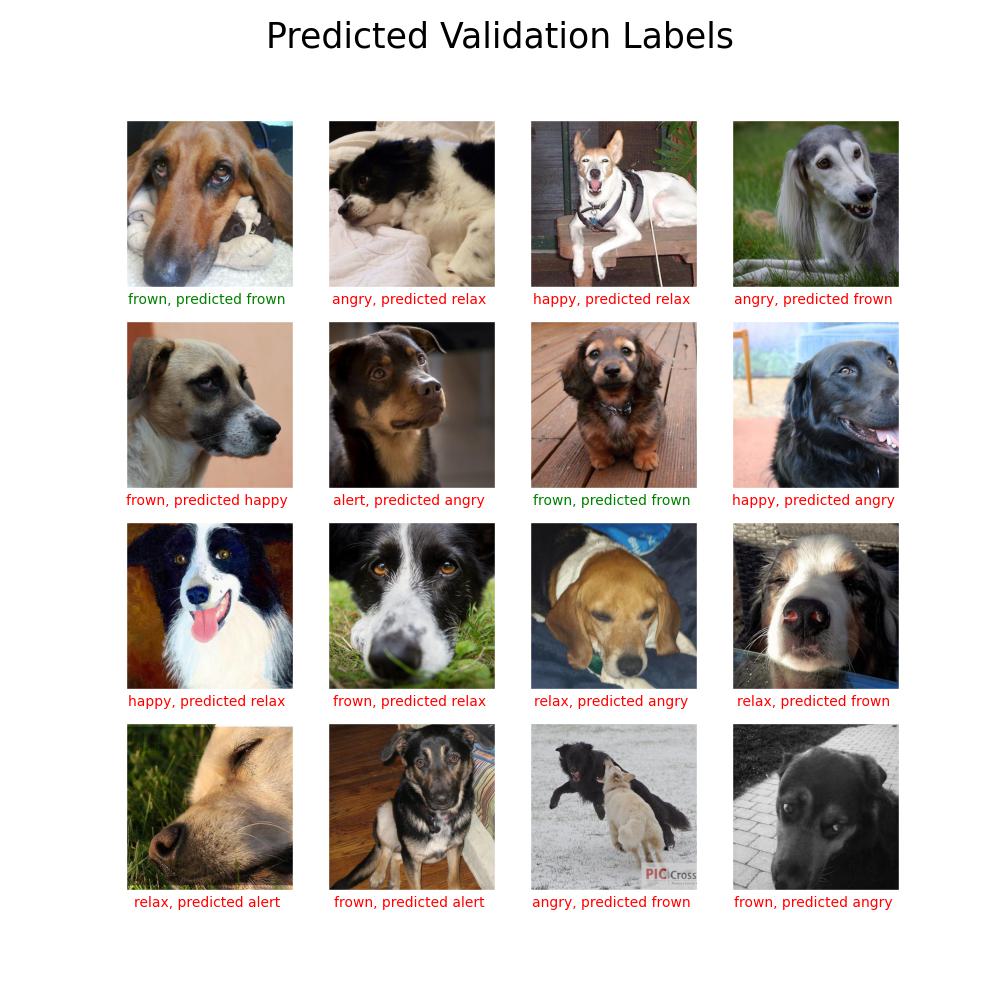 Predicted Validation Labels
frown, predicted frown
angry, predicted relax
happy, predicted relax
angry, predicted frown
frown, predicted happy
alert, predicted angry
frown, predicted frown
happy, predicted angry
happy, predicted relax
frown, predicted relax
relax, predicted angry
relax, predicted frown
relax, predicted alert
frown, predicted alert
PIC Cross
angry, predicted frown
frown, predicted angry